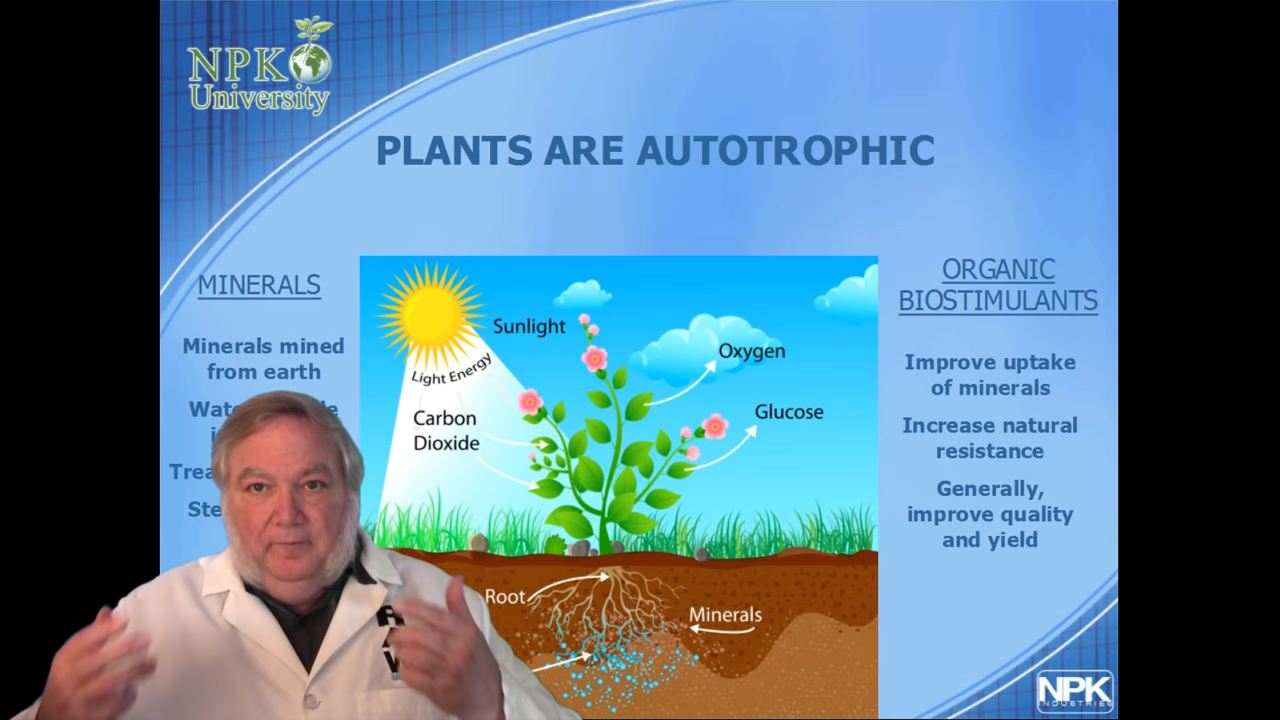 NPK
University
PLANTS ARE AUTOTROPHIC
MINERALS
Minerals mined
from earth
ORGANIC
BIOSTIMULANTS
Improve uptake
of minerals
Increase natural
resistance
Generally,
improve quality
and yield
Sunlight
Light Energy
Carbon
Dioxide
Oxygen
Glucose
Root
Minerals
NPK
INDUSTRIES